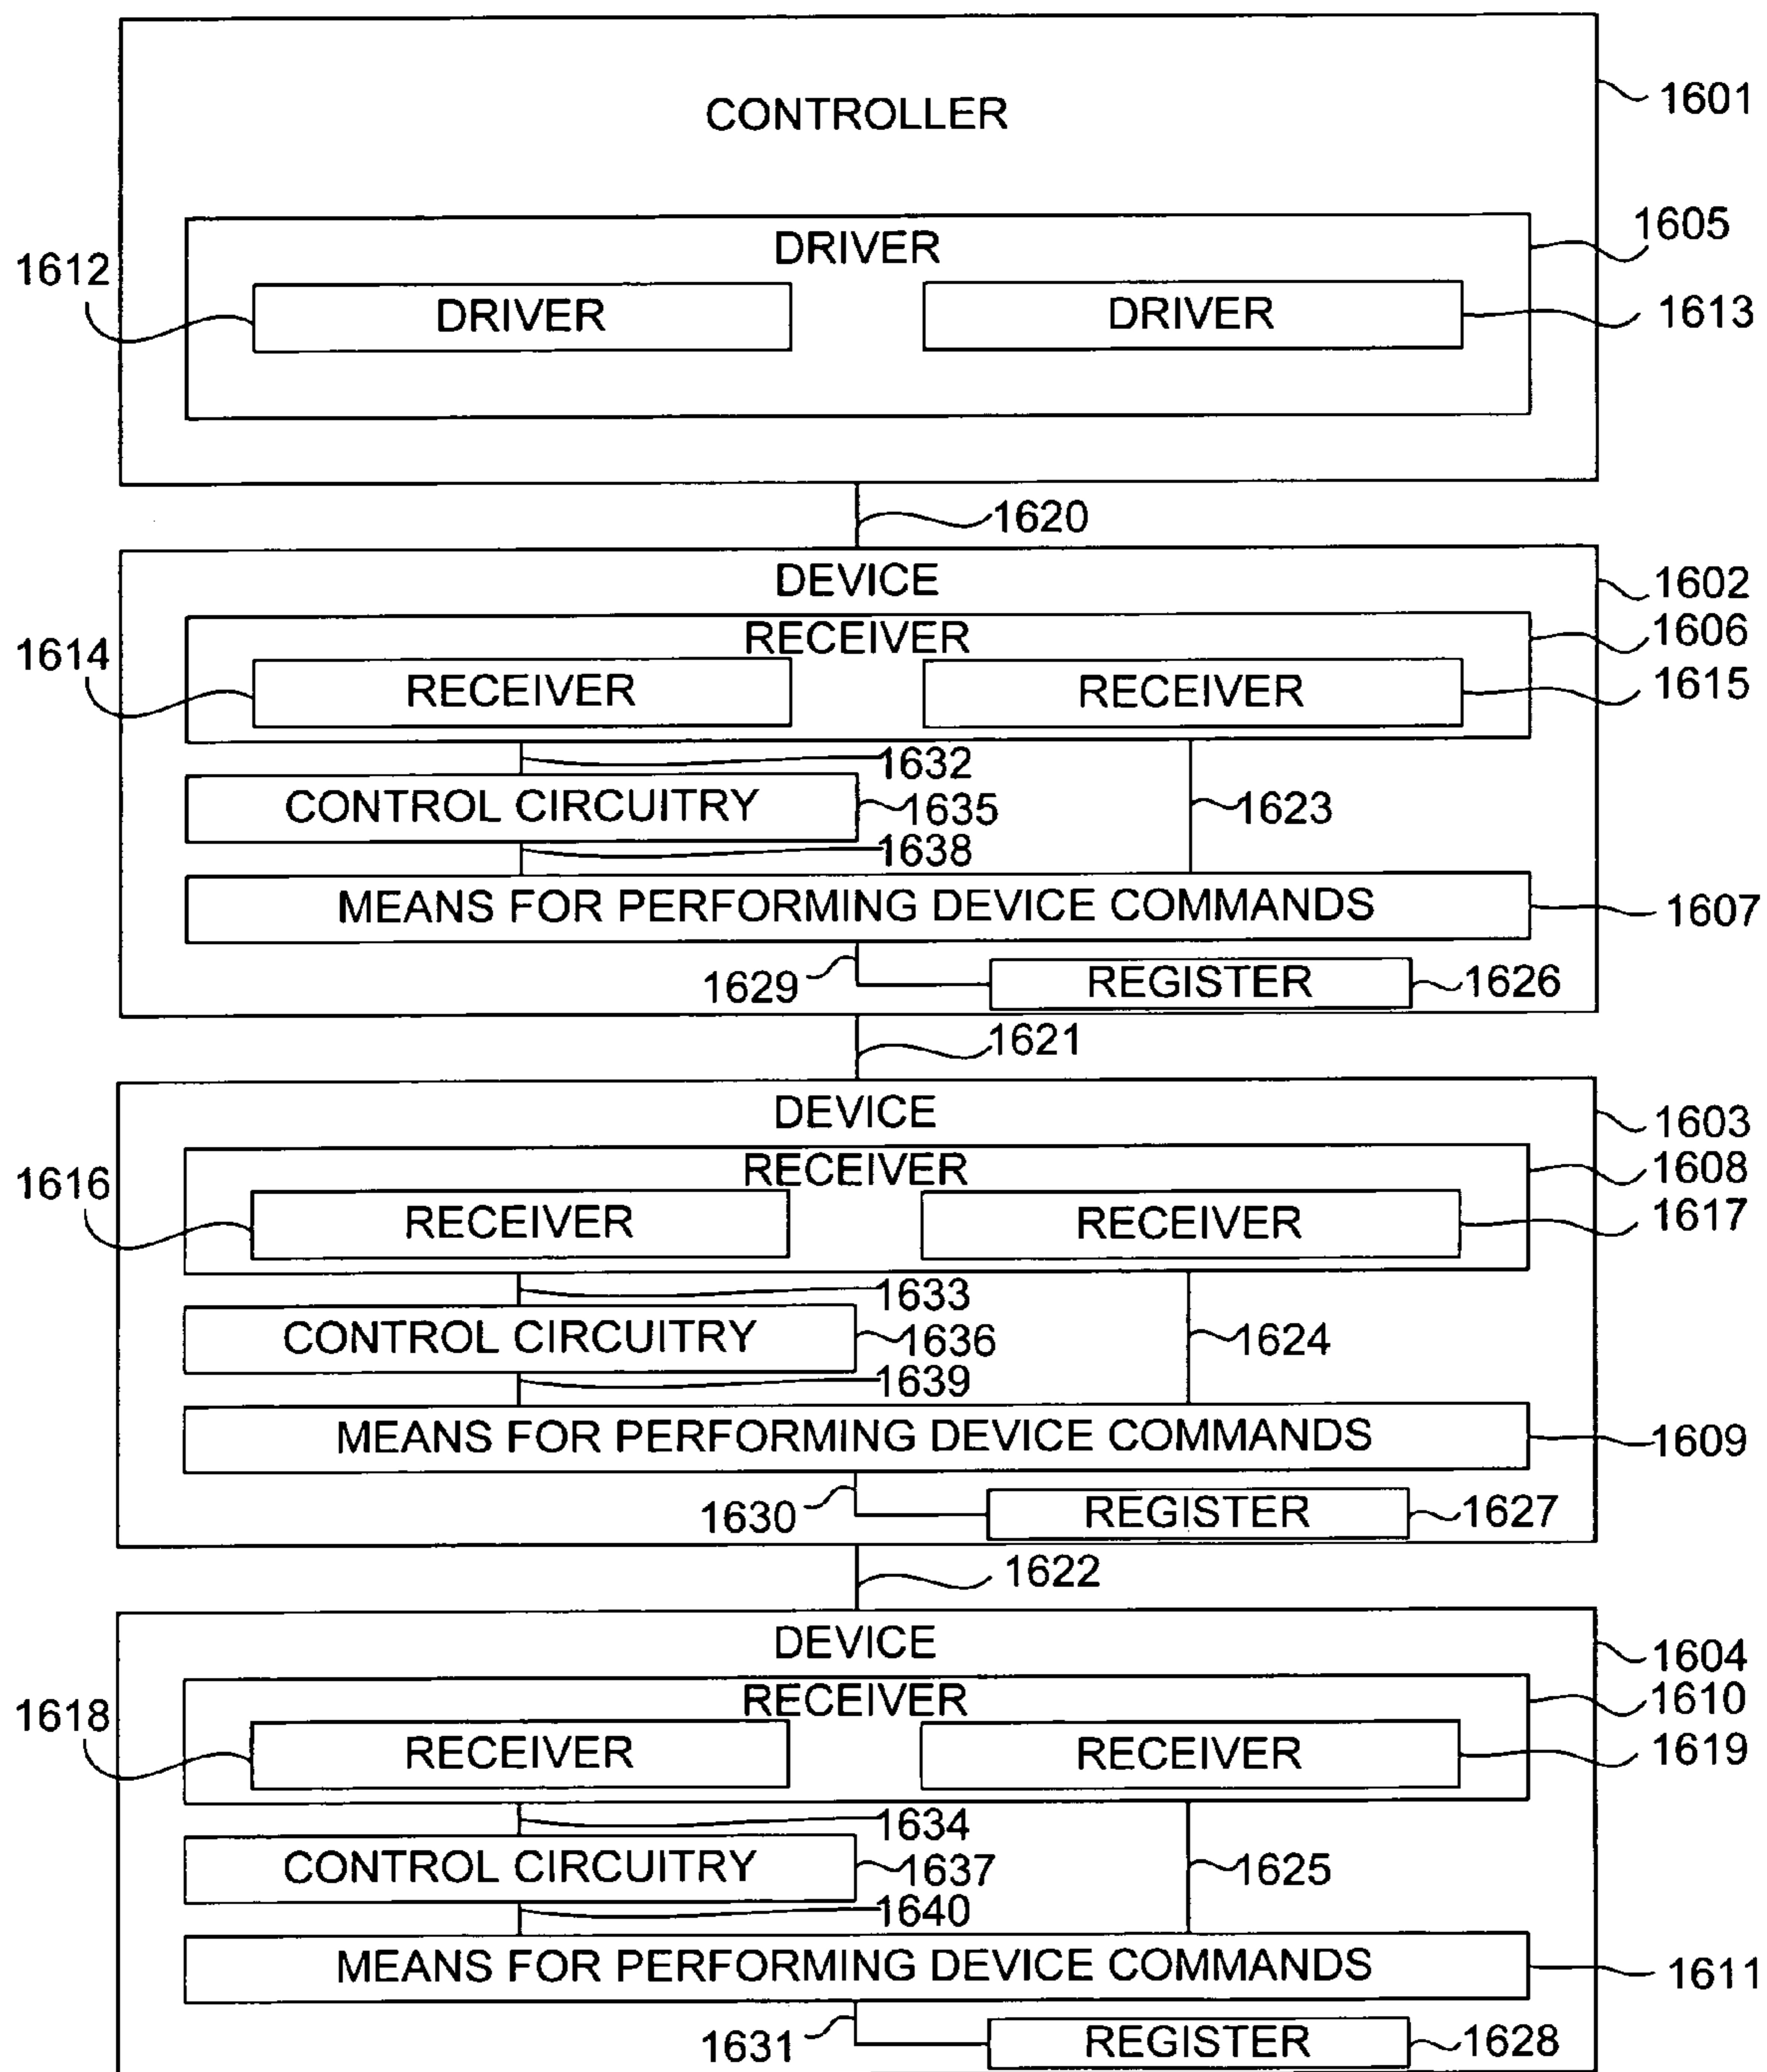 CONTROLLER
1601
DRIVER
1605
1612
DRIVER
DRIVER
1613
1620
DEVICE
1602
RECEIVER
1606
1614
RECEIVER
RECEIVER
1615
1632
CONTROL CIRCUITRY
1635
1623
1638
MEANS FOR PERFORMING DEVICE COMMANDS
1607
1629
REGISTER
1626
1621
DEVICE
1603
RECEIVER
1608
1616
RECEIVER
RECEIVER
1617
1633
CONTROL CIRCUITRY
1636
1624
1639
MEANS FOR PERFORMING DEVICE COMMANDS
1609
1630
REGISTER
1627
1622
DEVICE
1604
RECEIVER
1610
1618
RECEIVER
RECEIVER
1619
1634
CONTROL CIRCUITRY
1637
1625
1640
MEANS FOR PERFORMING DEVICE COMMANDS
1611
1631
REGISTER
1628